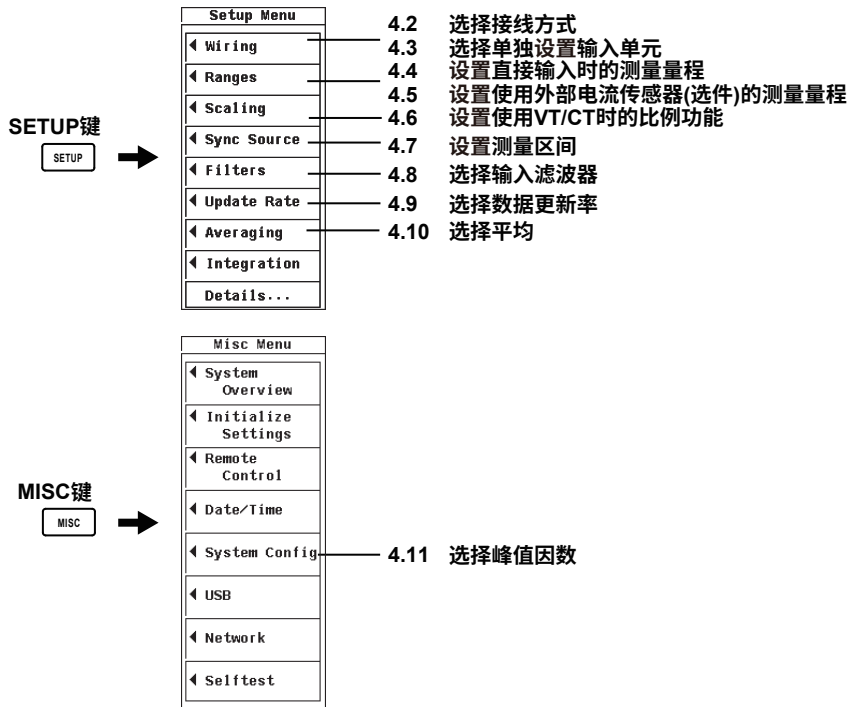 Setup Menu
Wiring
Ranges
Scaling
Sync Source
Filters
Update Rate
Averaging
Integration
Details...
SETUP键
SETUP
4.2 选择接线方式
4.3 选择单独设置输入单元
4.4 设置直接输入时的测量量程
4.5 设置使用外部电流传感器(选件)的测量量程
4.6 设置使用VT/CT时的比例功能
4.7 设置测量区间
4.8 选择输入滤波器
4.9 选择数据更新率
4.10 选择平均
Misc Menu
System
Overview
Initialize
Settings
Remote
Control
Date/Time
System Config
USB
Network
Selftest
MISC键
MISC
4.11 选择峰值因数